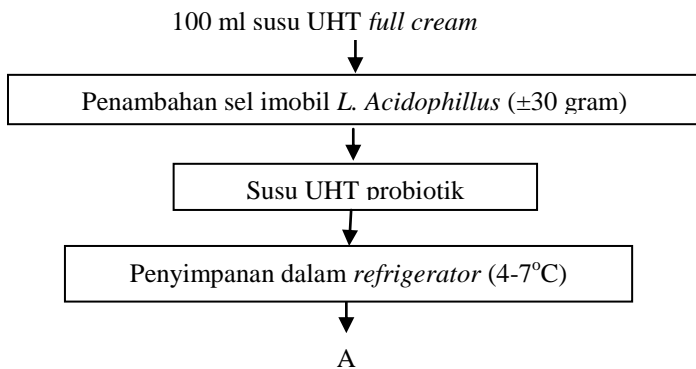 100 ml susu UHT full cream
Penambahan sel imobil L. Acidophillus (±30 gram)
Susu UHT probiotik
Penyimpanan dalam refrigerator (4-7°C)
A